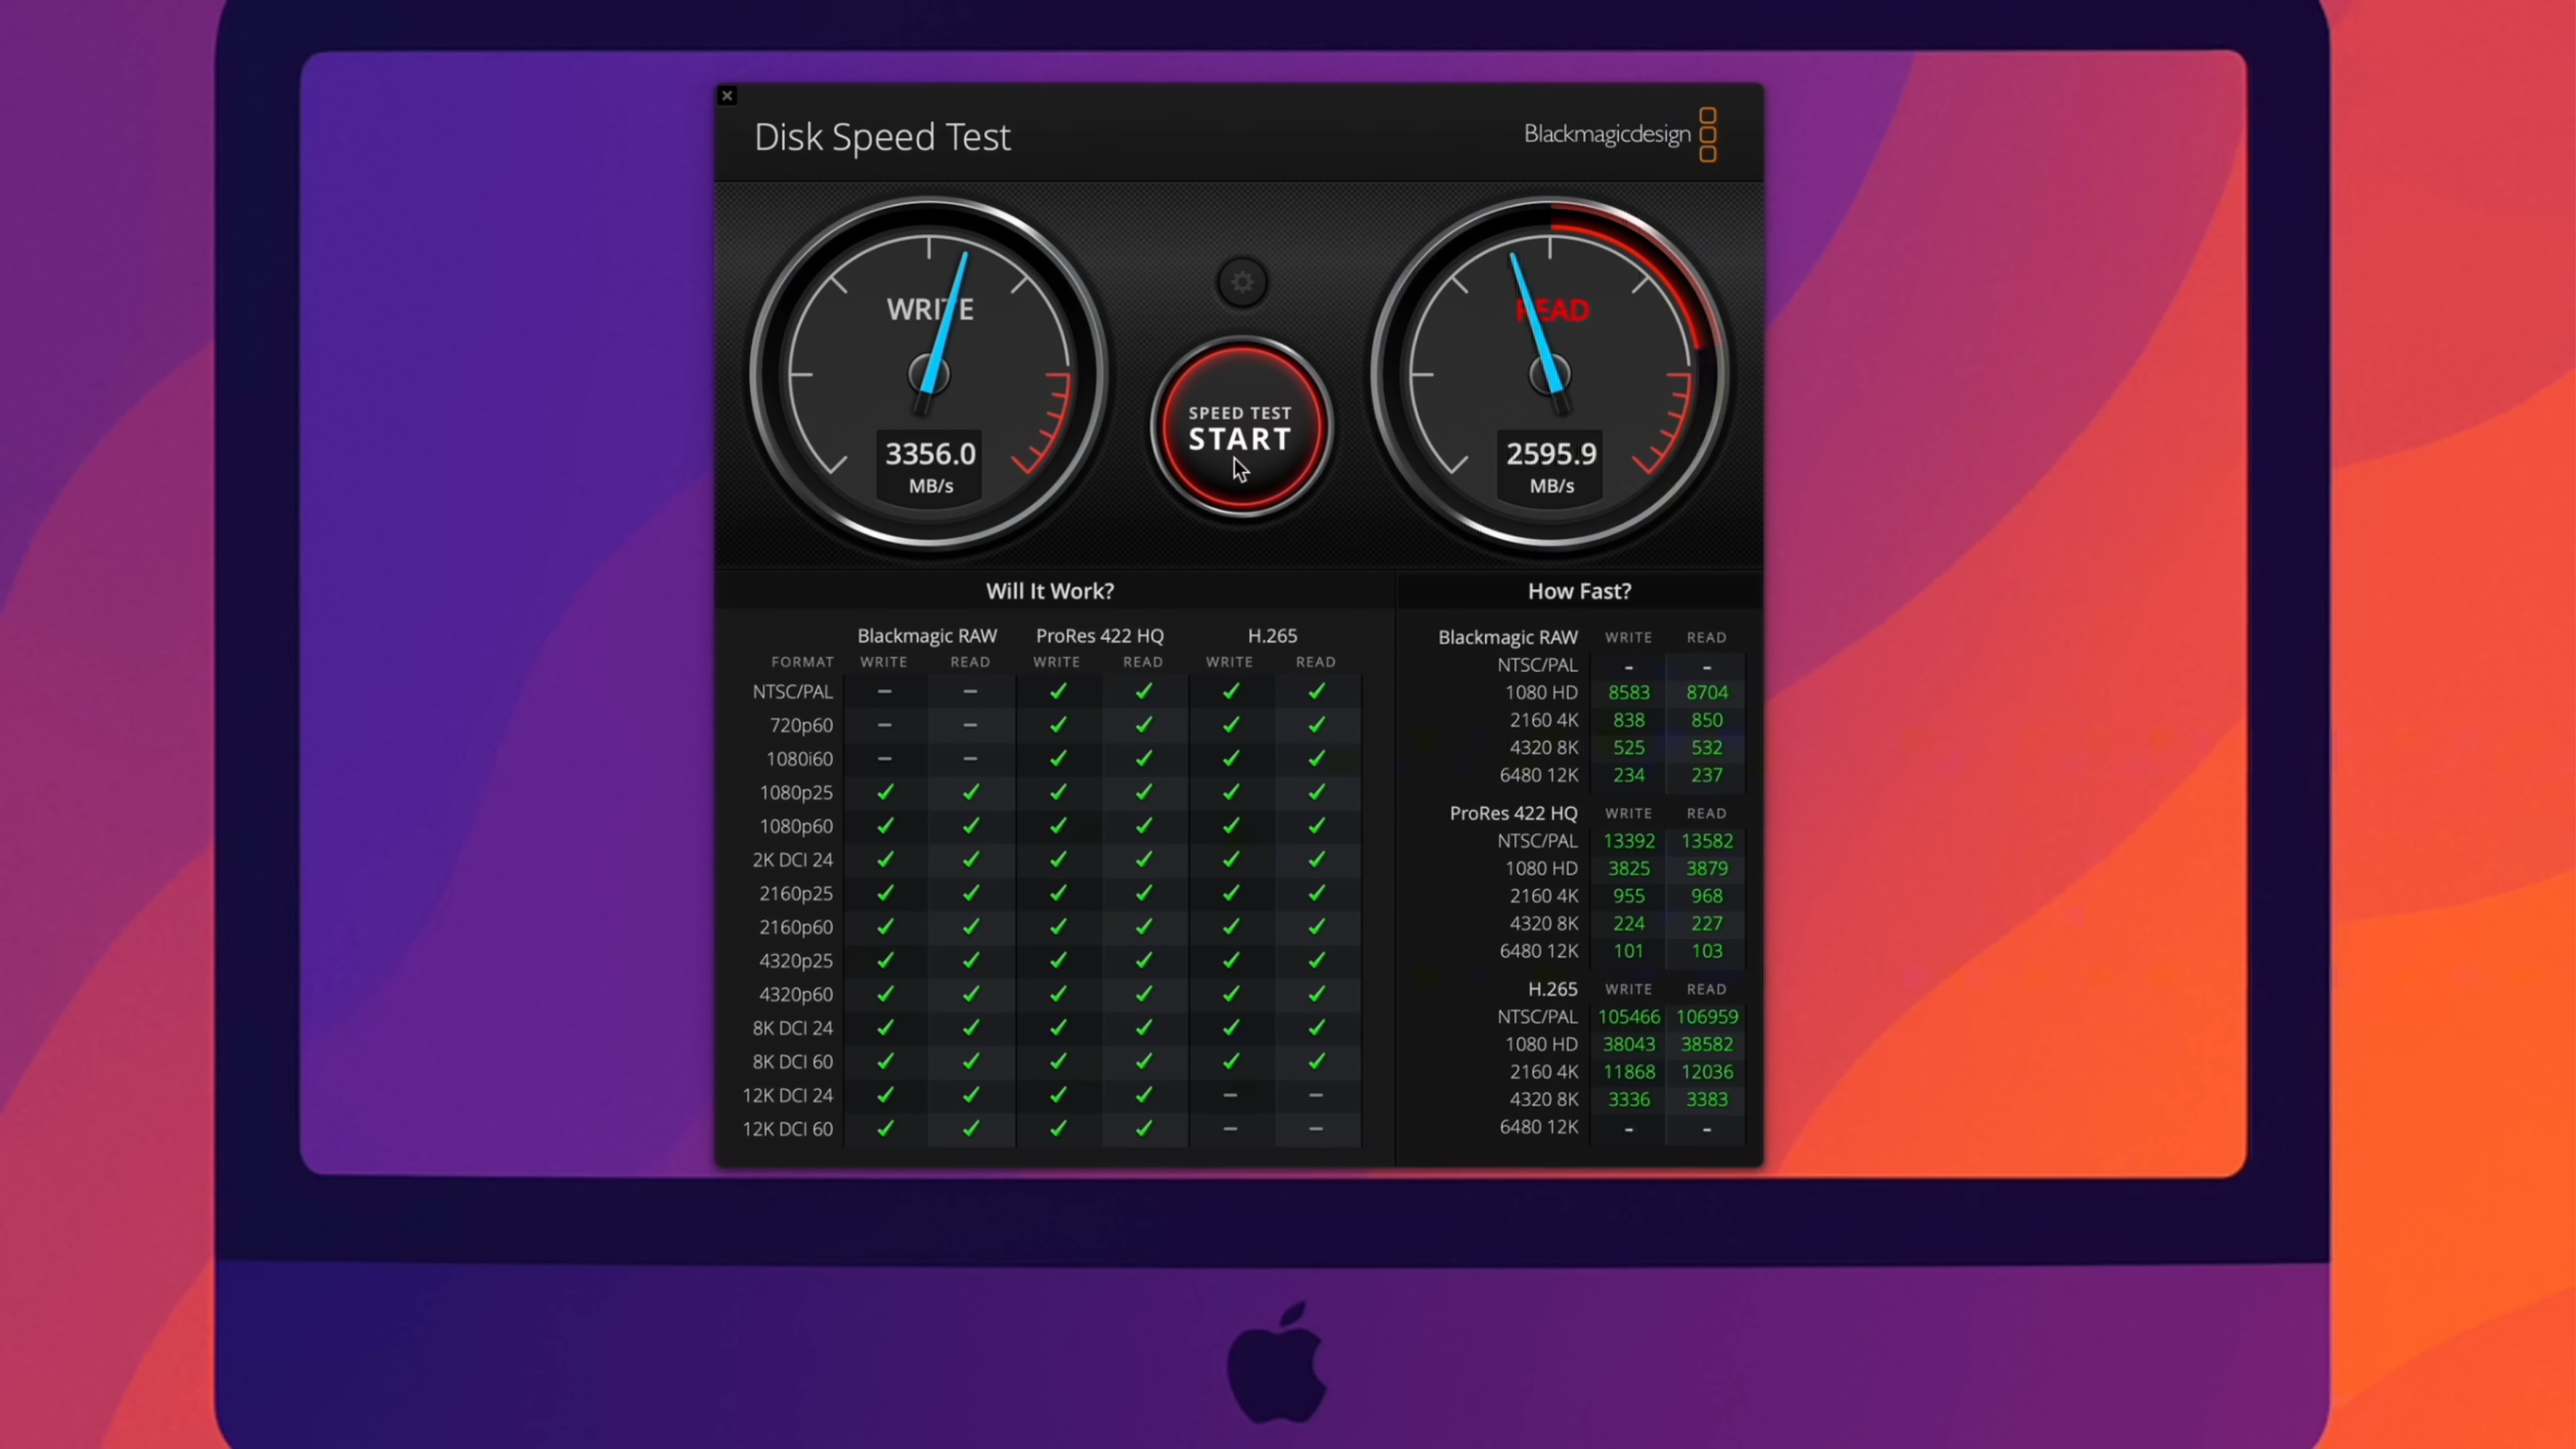 Disk Speed Test
Blackmagicdesign
WRITE
READ
SPEED TEST
START
3356.0
MB/s
2595.9
MB/s
Will It Work?
Blackmagic RAW ProRes 422 HQ H.265
FORMAT WRITE READ WRITE READ WRITE READ
NTSC/PAL – – ✓ ✓ ✓ ✓
720p60 – – ✓ ✓ ✓ ✓
1080i60 – – ✓ ✓ ✓ ✓
1080p25 ✓ ✓ ✓ ✓ ✓ ✓
1080p60 ✓ ✓ ✓ ✓ ✓ ✓
2K DCI 24 ✓ ✓ ✓ ✓ ✓ ✓
2160p25 ✓ ✓ ✓ ✓ ✓ ✓
2160p60 ✓ ✓ ✓ ✓ ✓ ✓
4320p25 ✓ ✓ ✓ ✓ ✓ ✓
4320p60 ✓ ✓ ✓ ✓ ✓ ✓
8K DCI 24 ✓ ✓ ✓ ✓ ✓ ✓
8K DCI 60 ✓ ✓ ✓ ✓ ✓ ✓
12K DCI 24 ✓ ✓ ✓ ✓ – –
12K DCI 60 ✓ ✓ ✓ ✓ – –
How Fast?
Blackmagic RAW WRITE READ
NTSC/PAL - -
1080 HD 8583 8704
2160 4K 838 850
4320 8K 525 532
6480 12K 234 237
ProRes 422 HQ WRITE READ
NTSC/PAL 13392 13582
1080 HD 3825 3879
2160 4K 955 968
4320 8K 224 227
6480 12K 101 103
H.265 WRITE READ
NTSC/PAL 105466 106959
1080 HD 38043 38582
2160 4K 11868 12036
4320 8K 3336 3383
6480 12K - -